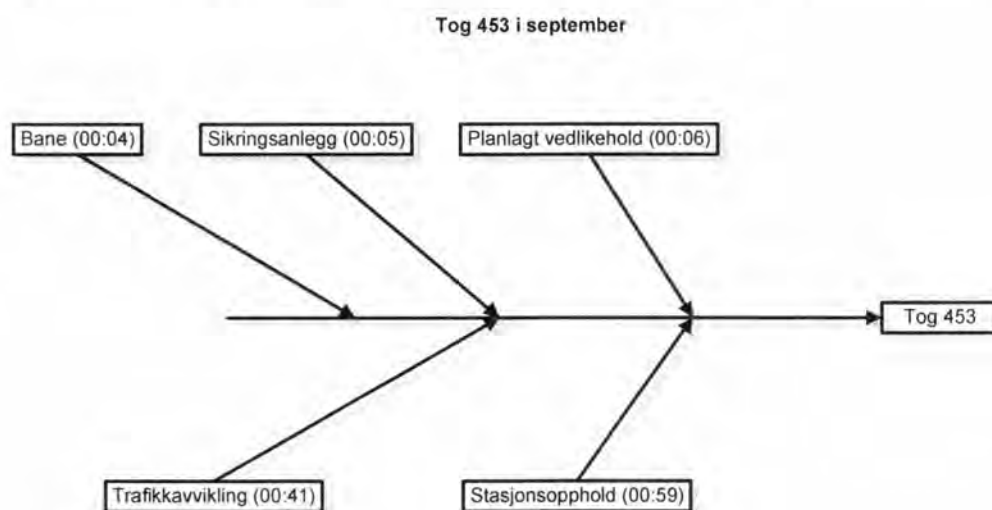 Tog 453 i september
Bane (00:04)
Sikringsanlegg (00:05)
Planlagt vedlikehold (00:06)
Tog 453
Trafikkavvikling (00:41)
Stasjonsopphold (00:59)